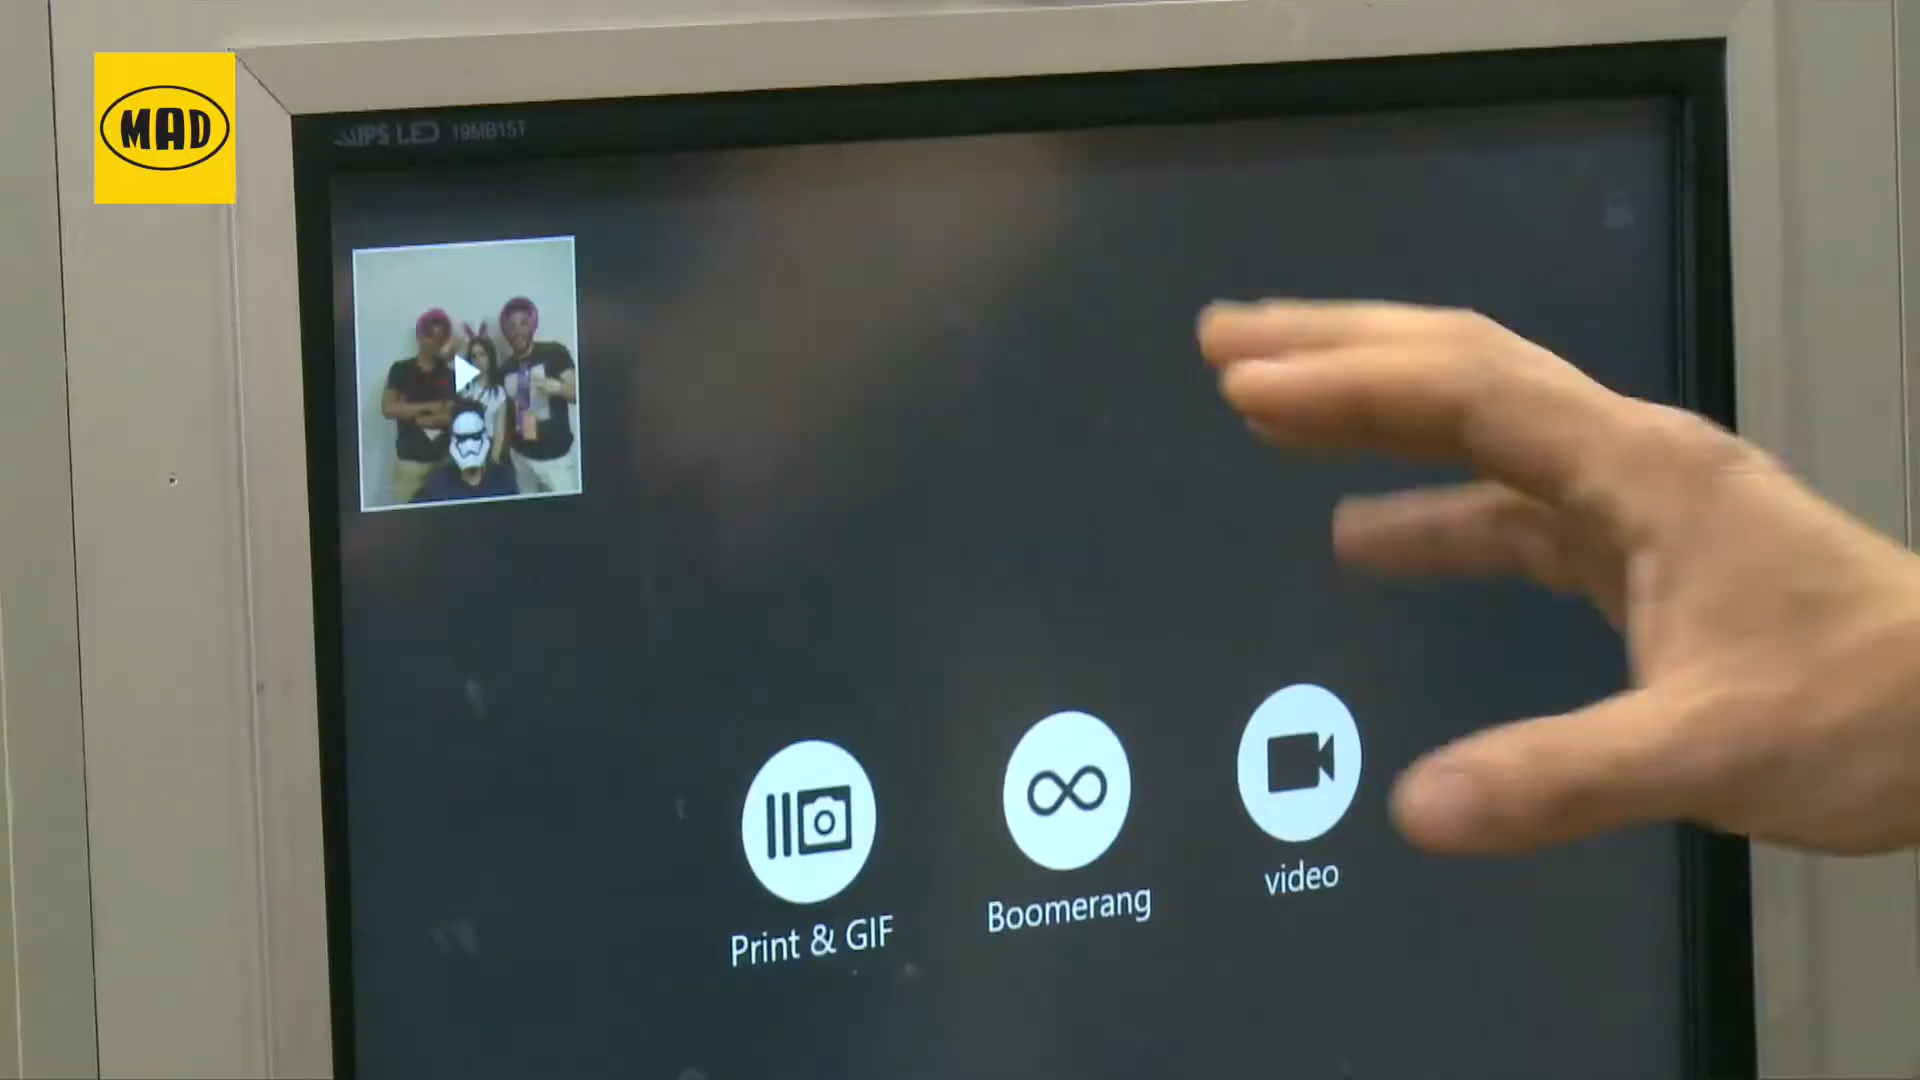 MAD
IPS LED 19MB15T
Print & GIF
Boomerang
video